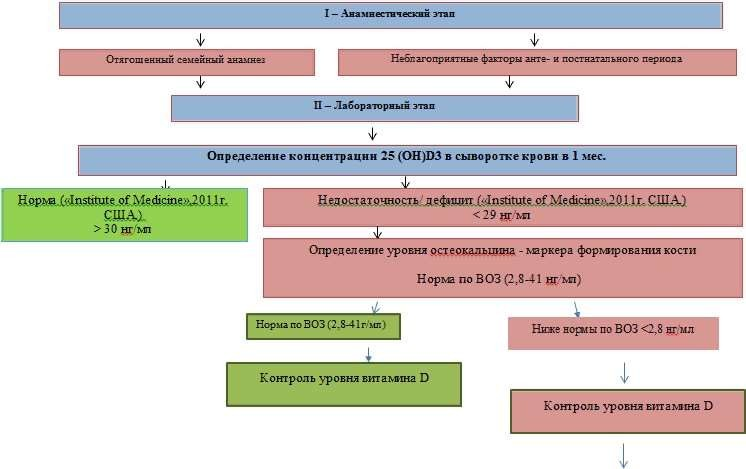 I – Анамнестический этап
Отягощенный семейный анамнез
Неблагоприятные факторы анте- и постнатального периода
II – Лабораторный этап
Определение концентрации 25 (OH)D3 в сыворотке крови в 1 мес.
Норма («Institute of Medicine»,2011г.
США.)
> 30 нг/мл
Недостаточность/ дефицит («Institute of Medicine»,2011г. США.)
< 29 нг/мл
Определение уровня остеокальцина - маркера формирования кости
Норма по ВОЗ (2,8-41 нг/мл)
Норма по ВОЗ (2,8-41г/мл)
Ниже нормы по ВОЗ <2,8 нг/мл
Контроль уровня витамина D
Контроль уровня витамина D